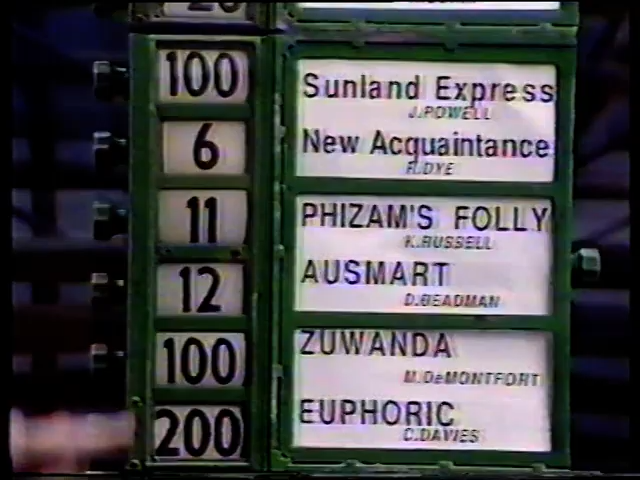 20
100 Sunland Express
J.POWELL
6 New Acquaintance
R.DYE
11 PHIZAM'S FOLLY
K.RUSSELL
12 AUSMART
D.BEADMAN
100 ZUWANDA
M.DeMONTFORT
200 EUPHORIC
C.DAVIES